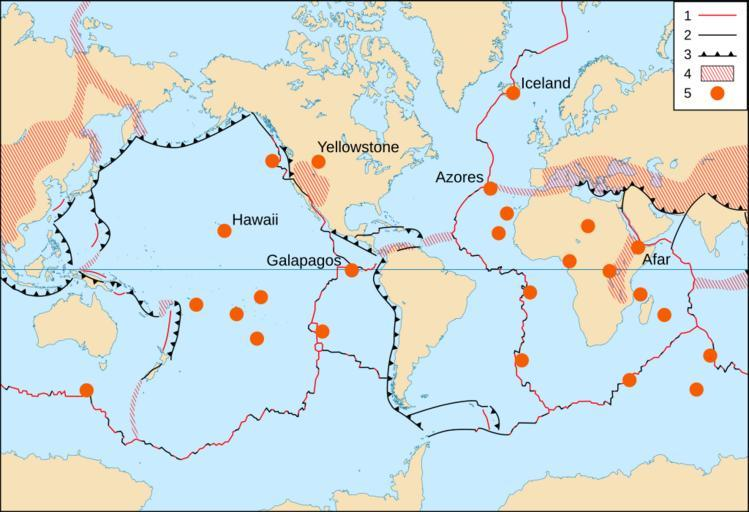 1
2
3
4
5
Iceland
Yellowstone
Azores
Hawaii
Galapagos
Afar